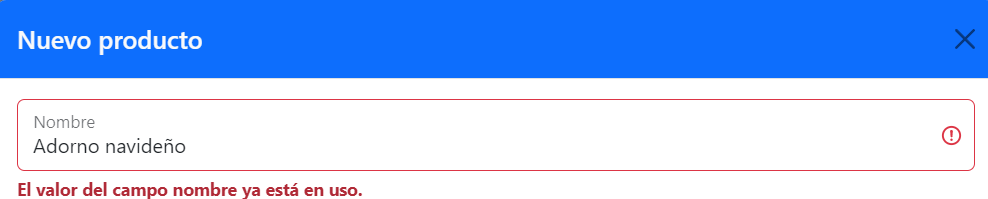 Nuevo producto
Nombre
Adorno navideño
El valor del campo nombre ya está en uso.